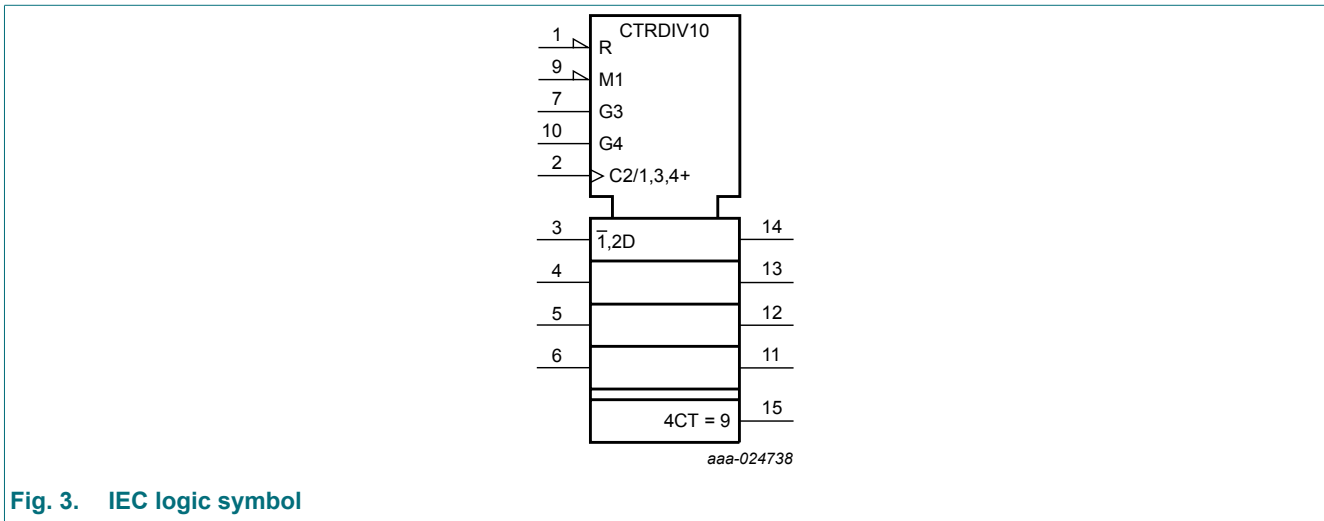 CTRDIV10
1 R
9 M1
7 G3
10 G4
2 C2/1,3,4+
3 1̅,2D 14
4 13
5 12
6 11
4CT = 9 15
aaa-024738
Fig. 3. IEC logic symbol